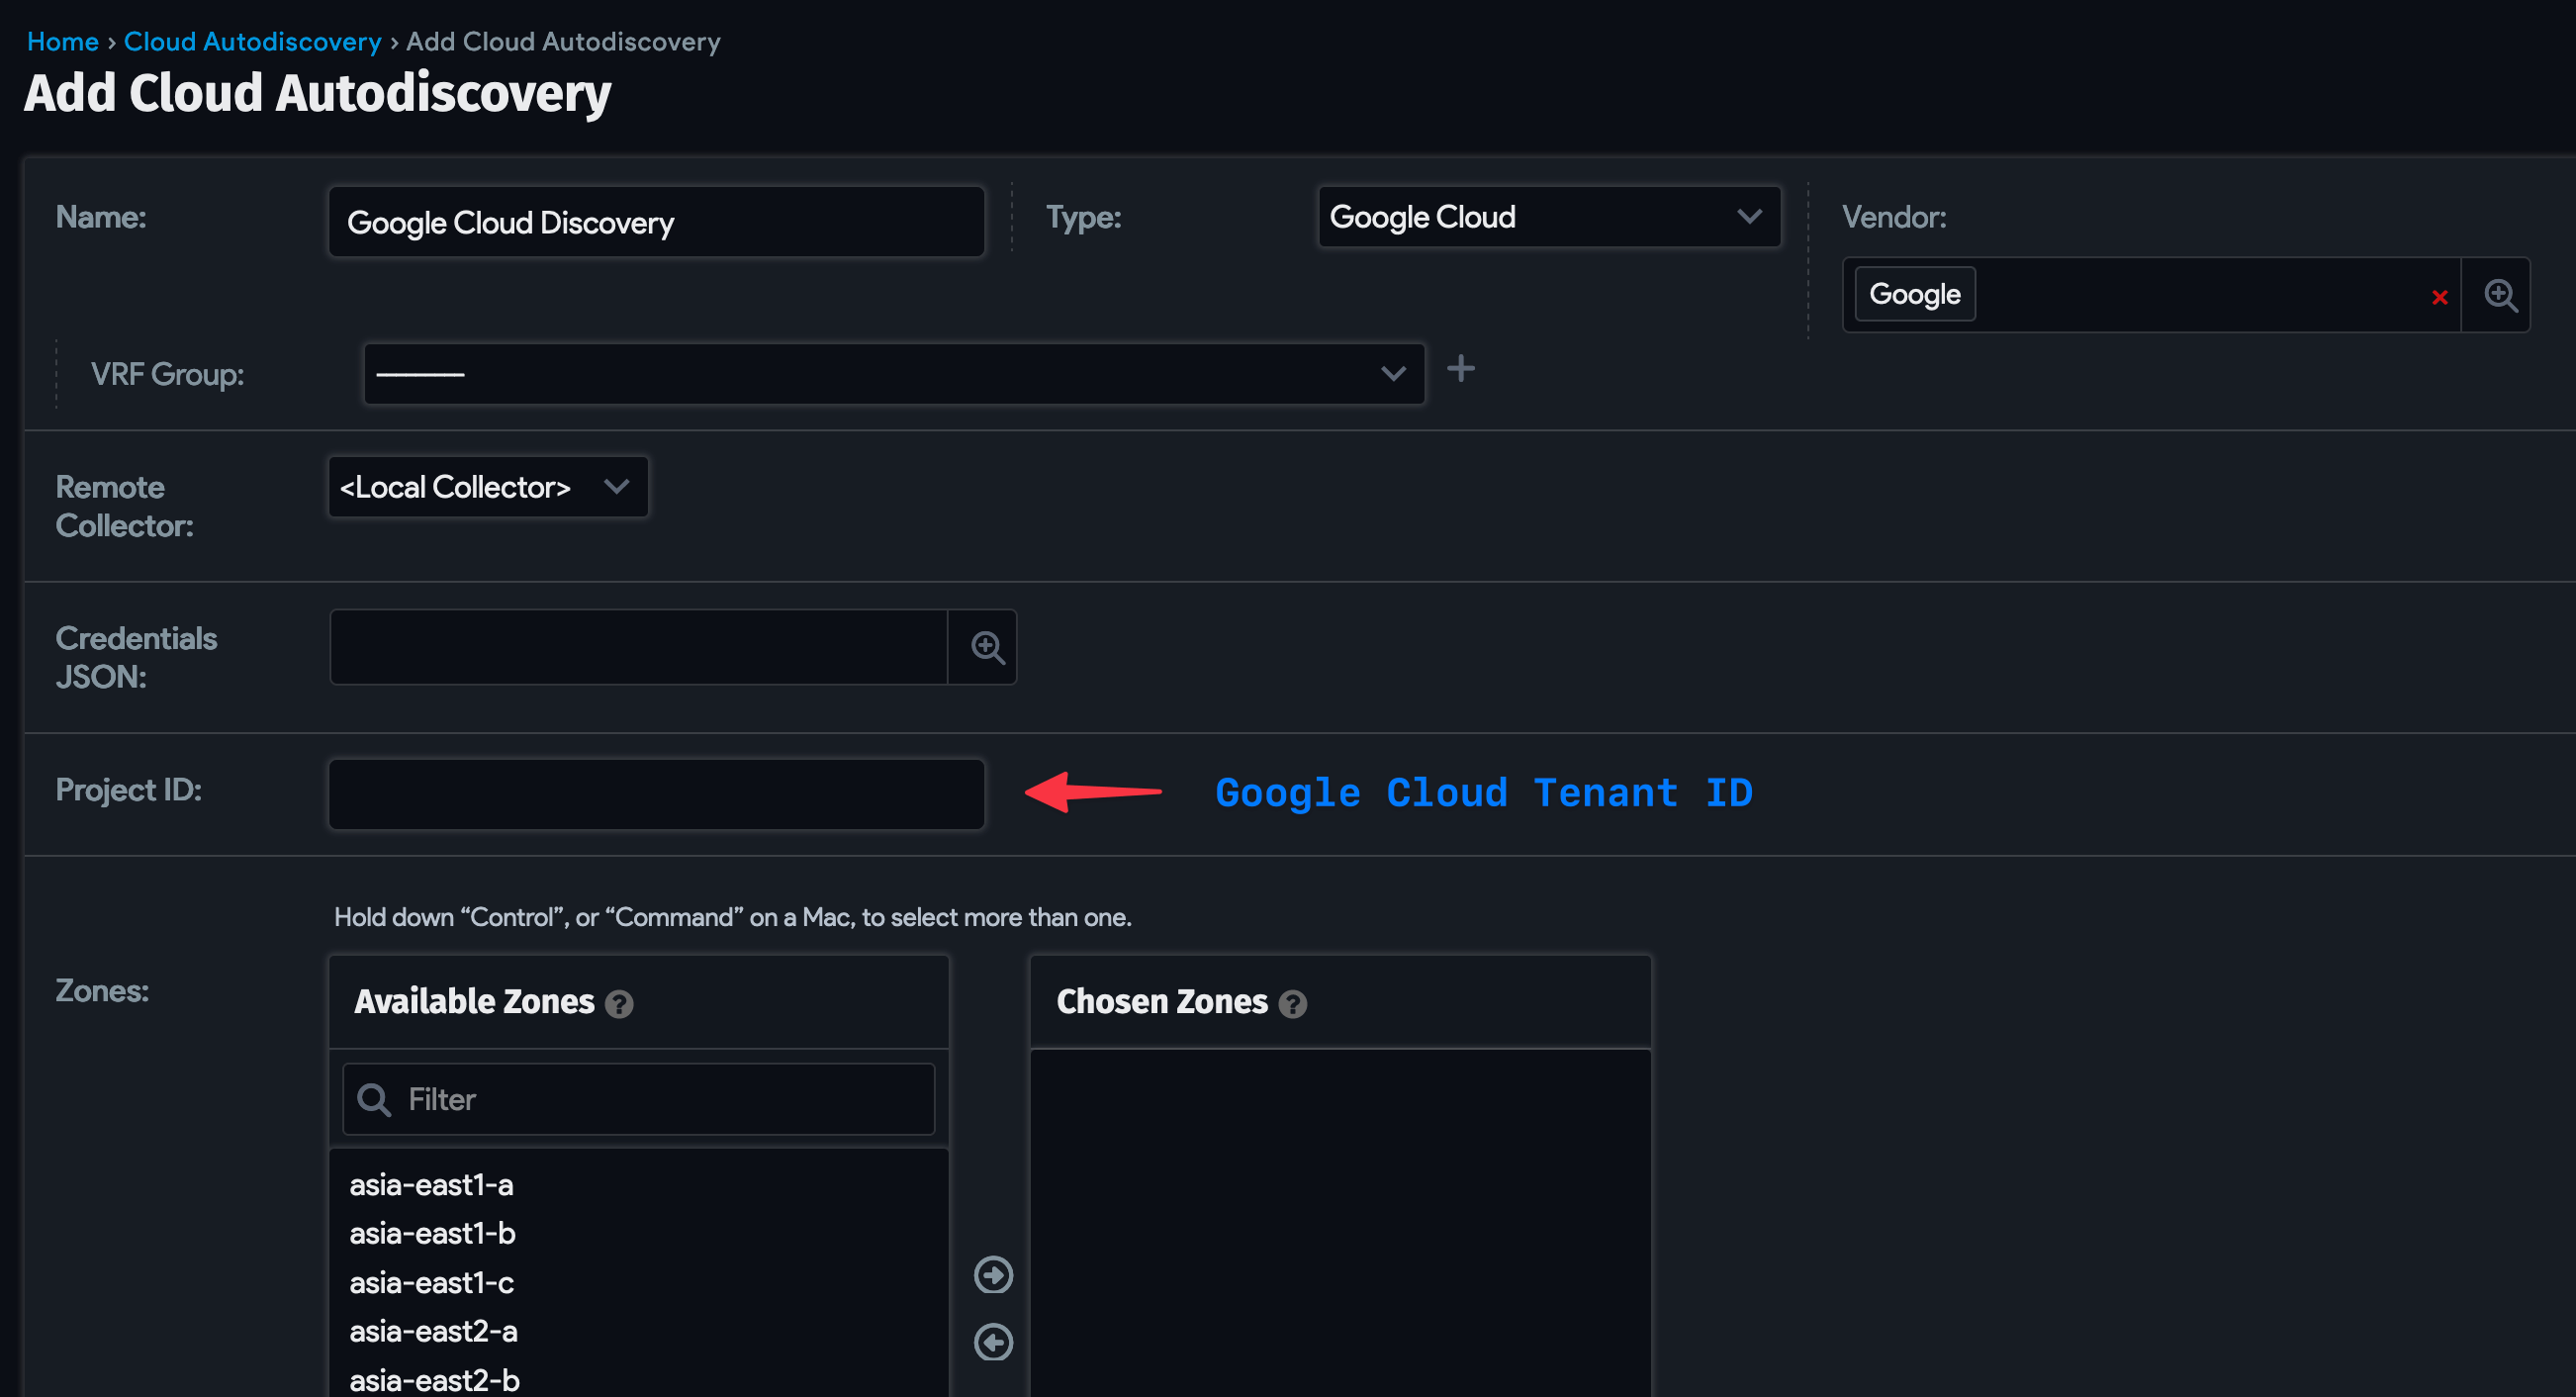 Home › Cloud Autodiscovery › Add Cloud Autodiscovery
Add Cloud Autodiscovery
Name:
Google Cloud Discovery
Type:
Google Cloud
Vendor:
Google
VRF Group:
---------
Remote
Collector:
<Local Collector>
Credentials
JSON:
Project ID:
Google Cloud Tenant ID
Hold down “Control”, or “Command” on a Mac, to select more than one.
Zones:
Available Zones ?
Chosen Zones ?
Filter
asia-east1-a
asia-east1-b
asia-east1-c
asia-east2-a
asia-east2-b